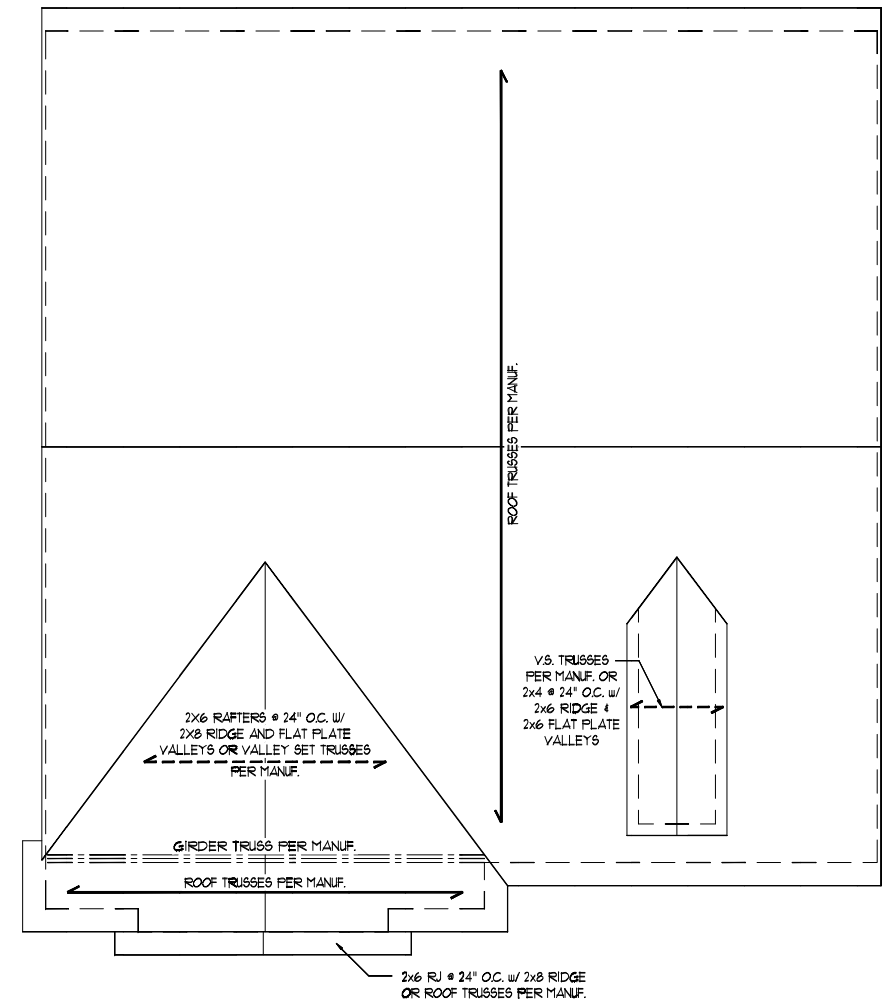 ROOF TRUSSES PER MANUF.
V.S. TRUSSES
PER MANUF. OR
2x4 @ 24" O.C. W/
2x6 RIDGE &
2x6 FLAT PLATE
VALLEYS
2X6 RAFTERS @ 24" O.C. W/
2X8 RIDGE AND FLAT PLATE
VALLEYS OR VALLEY SET TRUSSES
PER MANUF.
GIRDER TRUSS PER MANUF.
ROOF TRUSSES PER MANUF.
2x6 RJ @ 24" O.C. W/ 2x8 RIDGE
OR ROOF TRUSSES PER MANUF.